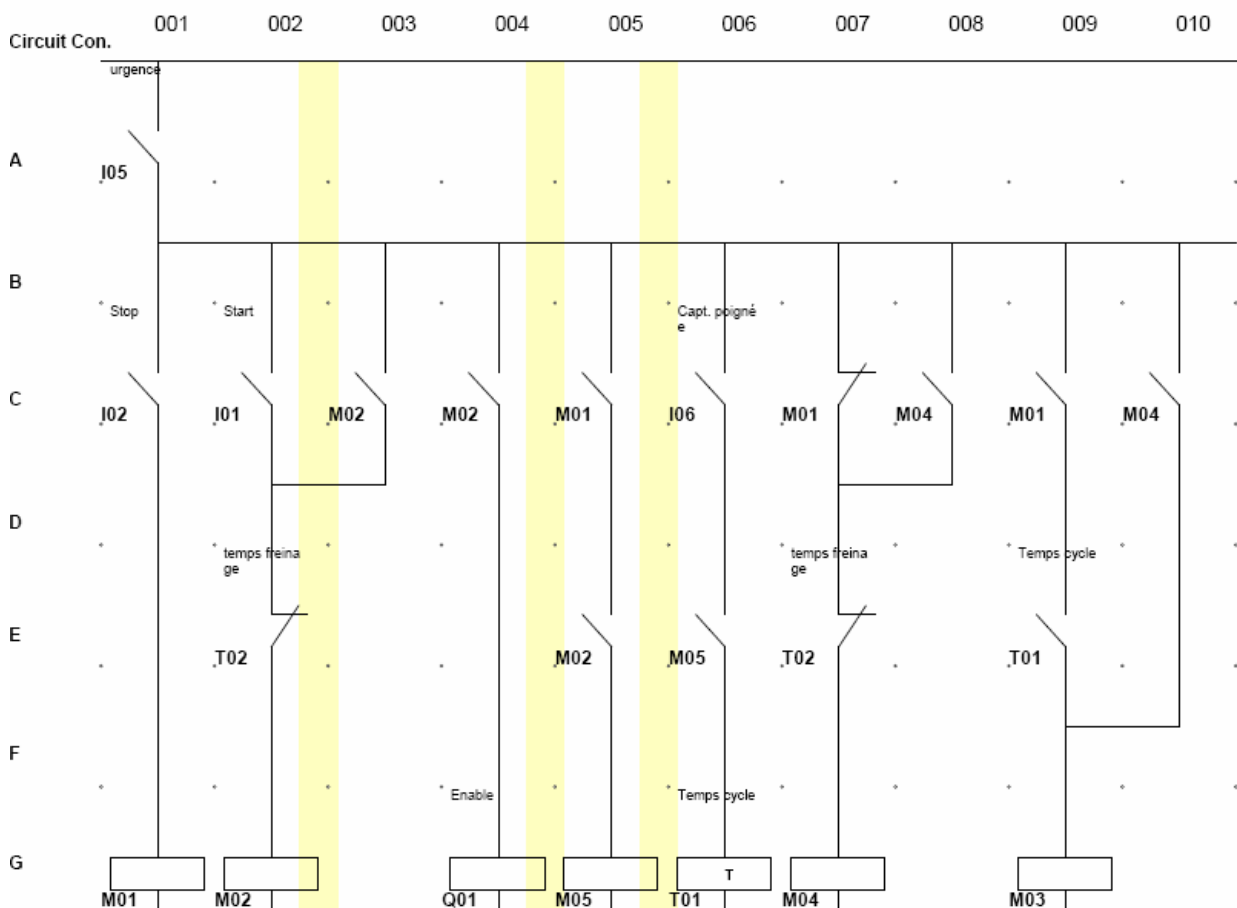 001 002 003 004 005 006 007 008 009 010
Circuit Con.
urgence
A
I05
B
Stop Start Capt. poigné
e
C
I02 I01 M02 M02 M01 I06 M01 M04 M01 M04
D
temps freina temps freina Temps cycle
ge ge
E
T02 M02 M05 T02 T01
F
Enable Temps cycle
G
T
M01 M02 Q01 M05 T01 M04 M03